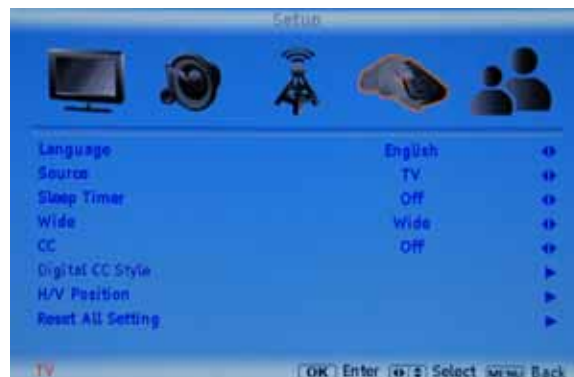 Setup
Language English
Source TV
Sleep Timer Off
Wide Wide
CC Off
Digital CC Style
H/V Position
Reset All Setting
TV OK Enter Select MENU Back